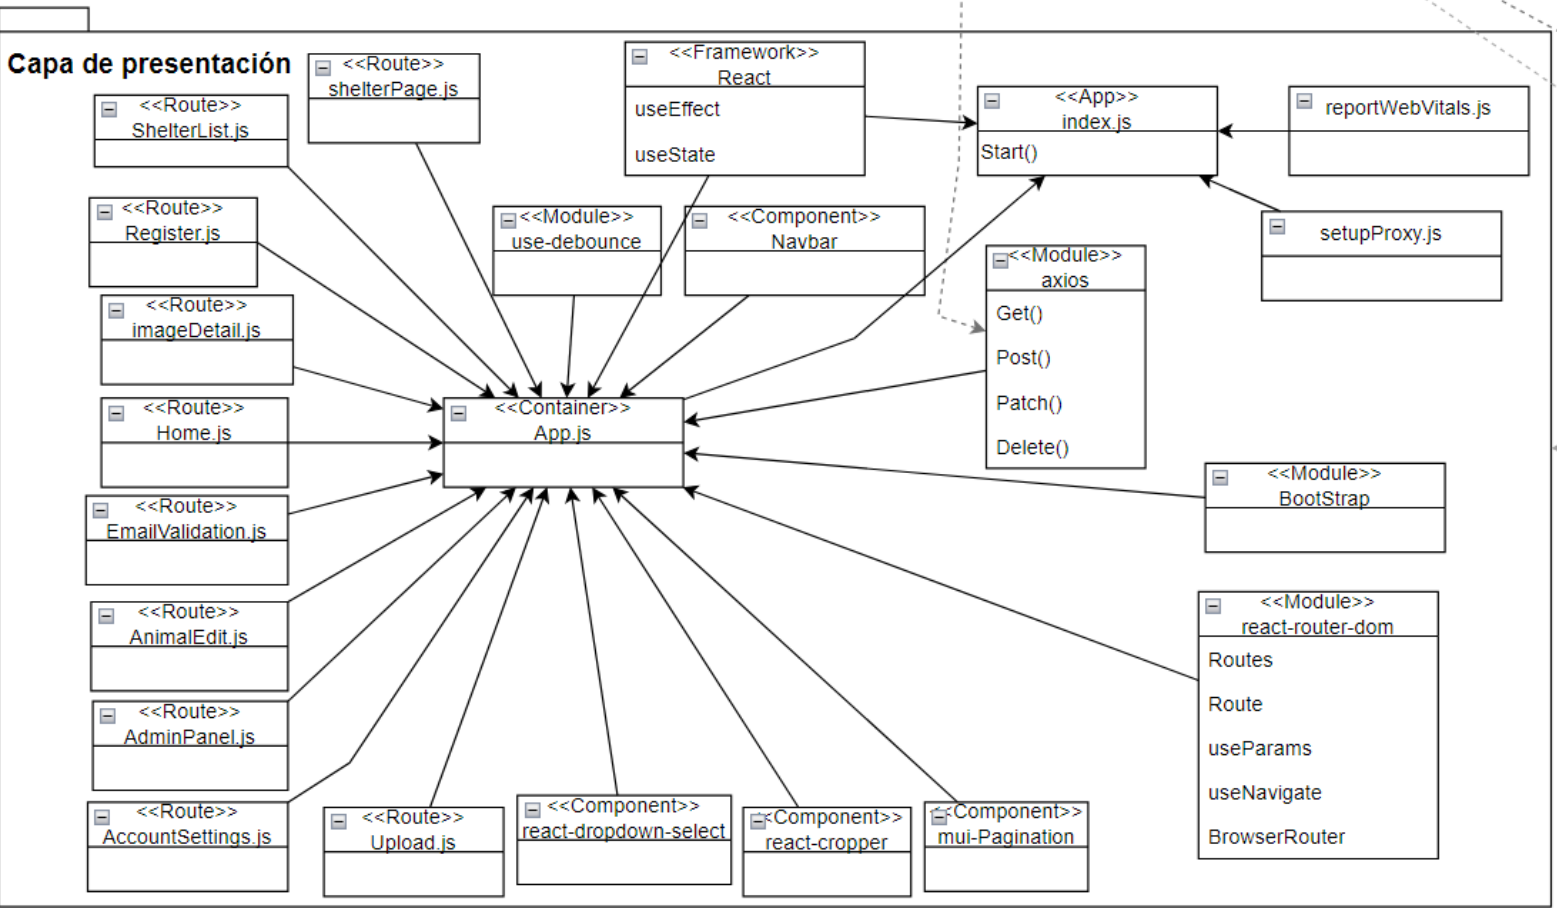 Capa de presentación
<<Route>>
shelterPage.js
<<Framework>>
React
useEffect
useState
<<App>>
index.js
Start()
reportWebVitals.js
<<Route>>
ShelterList.js
<<Route>>
Register.js
<<Module>>
use-debounce
<<Component>>
Navbar
setupProxy.js
<<Module>>
axios
Get()
Post()
Patch()
Delete()
<<Route>>
imageDetail.js
<<Route>>
Home.js
<<Container>>
App.js
<<Module>>
BootStrap
<<Route>>
EmailValidation.js
<<Route>>
AnimalEdit.js
<<Module>>
react-router-dom
Routes
Route
useParams
useNavigate
BrowserRouter
<<Route>>
AdminPanel.js
<<Route>>
AccountSettings.js
<<Route>>
Upload.js
<<Component>>
react-dropdown-select
<<Component>>
react-cropper
<<Component>>
mui-Pagination